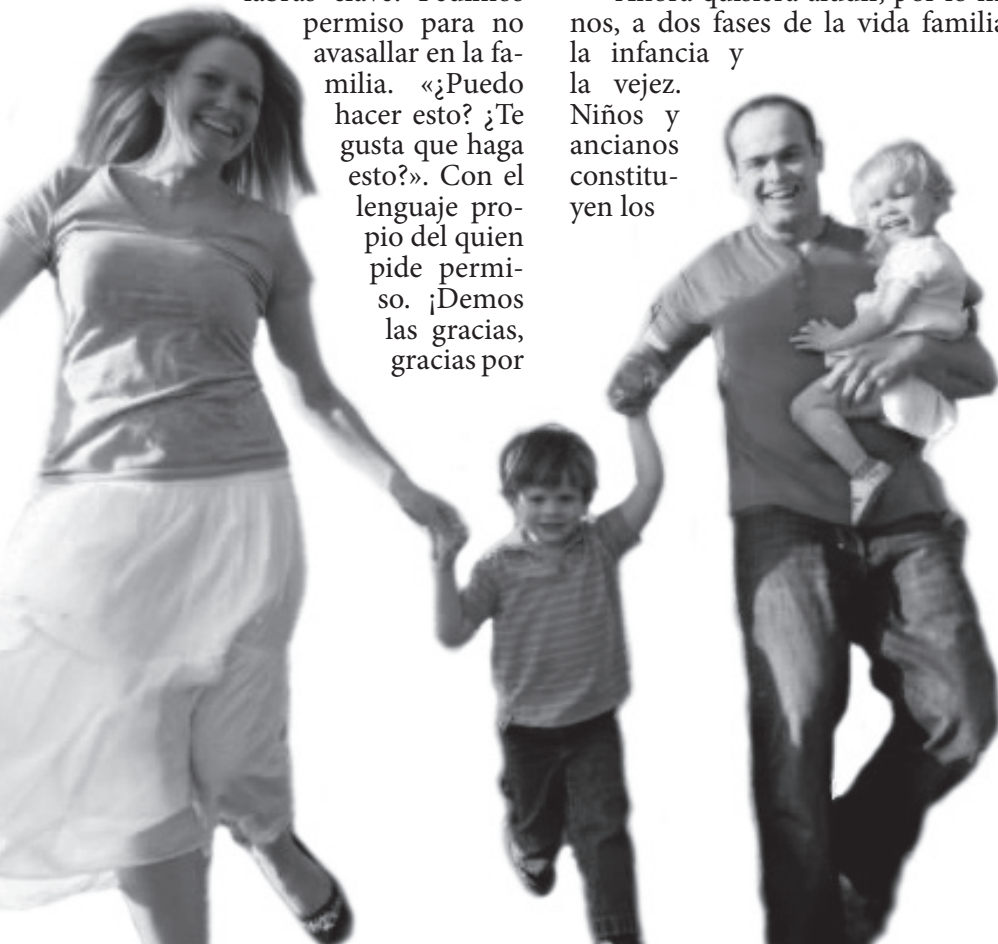 permiso para no
avasallar en la fa-
milia. «¿Puedo
hacer esto? ¿Te
gusta que haga
esto?». Con el
lenguaje pro-
pio del quien
pide permi-
so. ¡Demos
las gracias,
gracias por
nos, a dos fases de la vida familia
la infancia y
la vejez.
Niños y
ancianos
constitu-
yen los